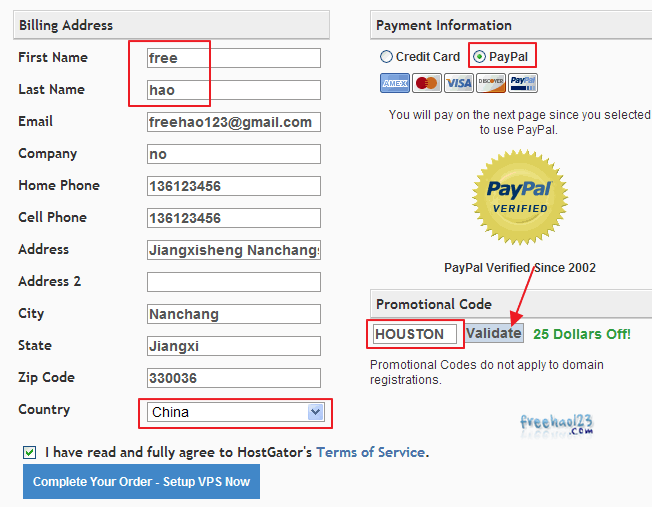 Billing Address
First Name free
Last Name hao
Email freehao123@gmail.com
Company no
Home Phone 136123456
Cell Phone 136123456
Address Jiangxisheng Nanchangs
Address 2
City Nanchang
State Jiangxi
Zip Code 330036
Country China
I have read and fully agree to HostGator's Terms of Service.
Complete Your Order - Setup VPS Now
Payment Information
Credit Card PayPal
AMEX VISA DISCOVER PayPal
You will pay on the next page since you selected
to use PayPal.
PayPal
VERIFIED
PayPal Verified Since 2002
Promotional Code
HOUSTON Validate 25 Dollars Off!
Promotional Codes do not apply to domain
registrations.
freehao123
.com